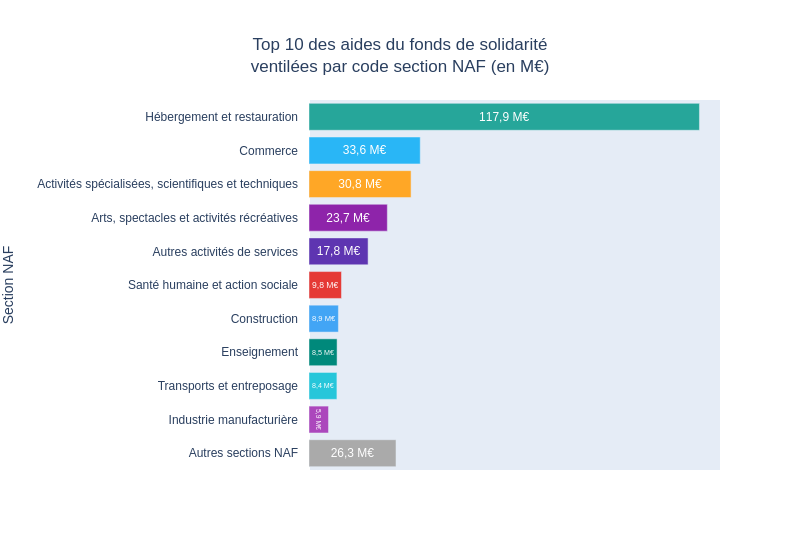 Top 10 des aides du fonds de solidarité
ventilées par code section NAF (en M€)
Section NAF
Hébergement et restauration 117,9 M€
Commerce 33,6 M€
Activités spécialisées, scientifiques et techniques 30,8 M€
Arts, spectacles et activités récréatives 23,7 M€
Autres activités de services 17,8 M€
Santé humaine et action sociale 9,8 M€
Construction 8,9 M€
Enseignement 8,5 M€
Transports et entreposage 8,4 M€
Industrie manufacturière 5,9 M€
Autres sections NAF 26,3 M€